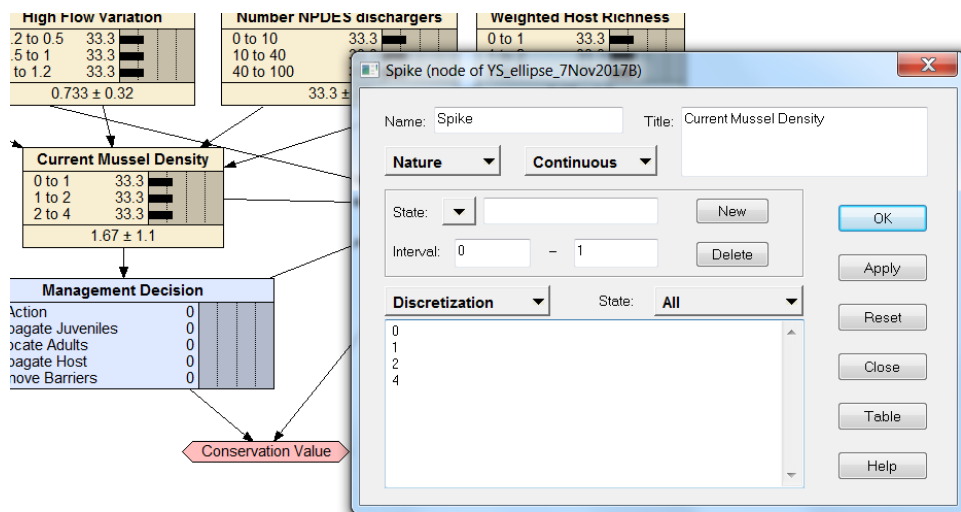 High Flow Variation
.2 to 0.5 33.3
.5 to 1 33.3
to 1.2 33.3
0.733 ± 0.32
Number NPDES dischargers
0 to 10 33.3
10 to 40
40 to 100
33.3 ±
Weighted Host Richness
0 to 1 33.3
Current Mussel Density
0 to 1 33.3
1 to 2 33.3
2 to 4 33.3
1.67 ± 1.1
Management Decision
Action 0
pagate Juveniles 0
ocate Adults 0
pagate Host 0
nove Barriers 0
Conservation Value
Spike (node of YS_ellipse_7Nov2017B)
Name: Spike Title: Current Mussel Density
Nature Continuous
State: New
Interval: 0 – 1 Delete
Discretization State: All
0
1
2
4
OK
Apply
Reset
Close
Table
Help